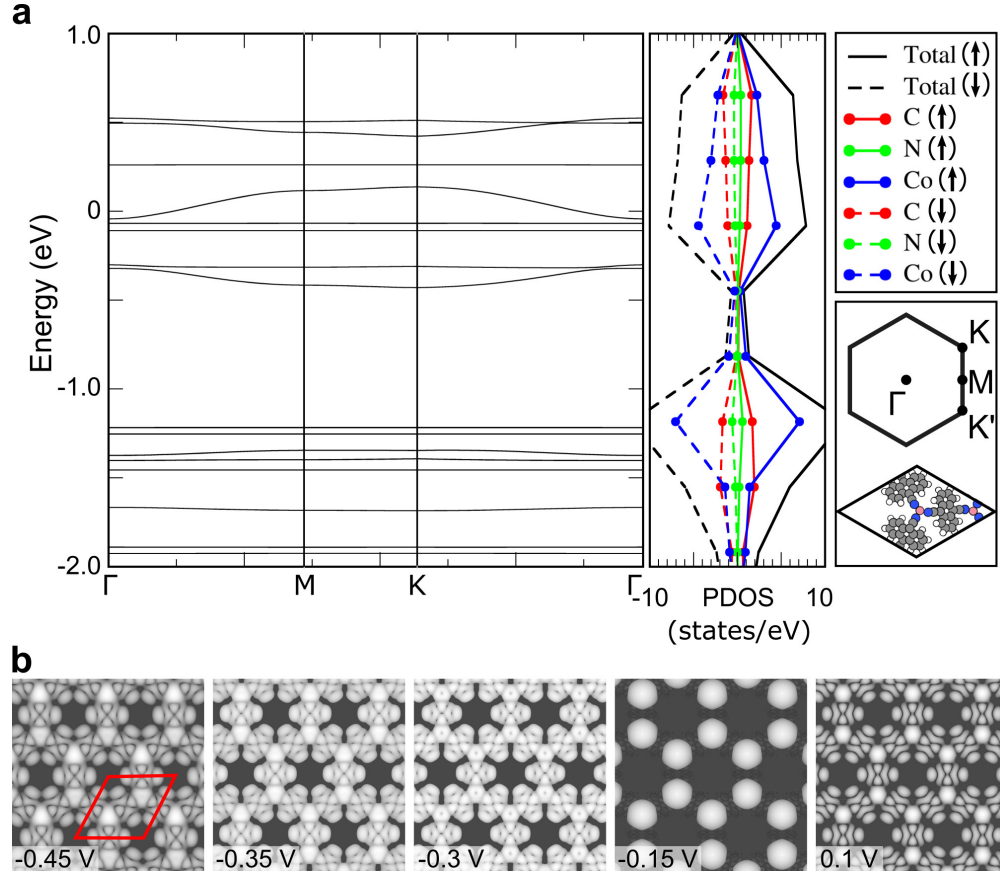 a
1.0
0
-1.0
-2.0
Energy (eV)
Γ
M
K
Γ
-10
PDOS
10
(states/eV)
Total (↑)
Total (↓)
C (↑)
N (↑)
Co (↑)
C (↓)
N (↓)
Co (↓)
K
M
Γ
K'
b
-0.45 V
-0.35 V
-0.3 V
-0.15 V
0.1 V